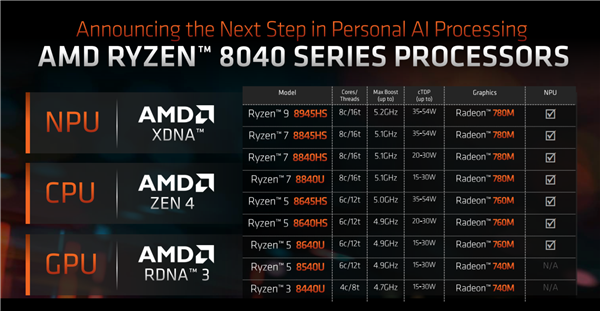 Announcing the Next Step in Personal AI Processing
AMD RYZEN™ 8040 SERIES PROCESSORS
NPU AMD XDNA™
CPU AMD ZEN 4
GPU AMD RDNA™ 3
Model Cores/Threads Max Boost (up to) cTDP (up to) Graphics NPU
Ryzen™ 9 8945HS 8c/16t 5.2GHz 35-54W Radeon™ 780M ☑
Ryzen™ 7 8845HS 8c/16t 5.1GHz 35-54W Radeon™ 780M ☑
Ryzen™ 7 8840HS 8c/16t 5.1GHz 20-30W Radeon™ 780M ☑
Ryzen™ 7 8840U 8c/16t 5.1GHz 15-30W Radeon™ 780M ☑
Ryzen™ 5 8645HS 6c/12t 5.0GHz 35-54W Radeon™ 760M ☑
Ryzen™ 5 8640HS 6c/12t 4.9GHz 20-30W Radeon™ 760M ☑
Ryzen™ 5 8640U 6c/12t 4.9GHz 15-30W Radeon™ 760M ☑
Ryzen™ 5 8540U 6c/12t 4.9GHz 15-30W Radeon™ 740M N/A
Ryzen™ 3 8440U 4c/8t 4.7GHz 15-30W Radeon™ 740M N/A